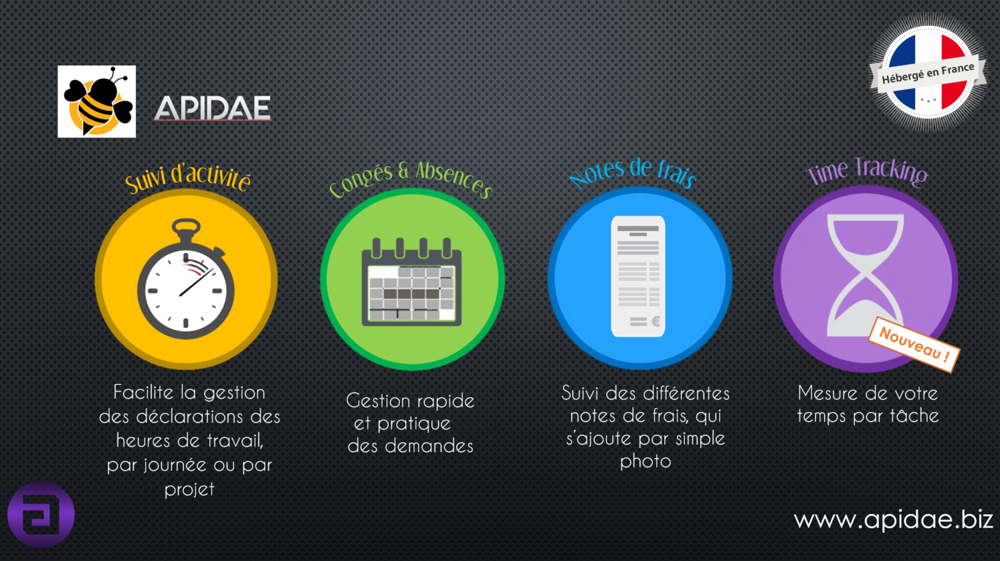 Hébergé en France
APIDAE
Suivi d'activité
Congés & Absences
Notes de frais
Time Tracking
€
Nouveau !
Facilite la gestion
des déclarations des
heures de travail,
par journée ou par
projet
Gestion rapide
et pratique
des demandes
Suivi des différentes
notes de frais, qui
s'ajoute par simple
photo
Mesure de votre
temps par tâche
a
www.apidae.biz